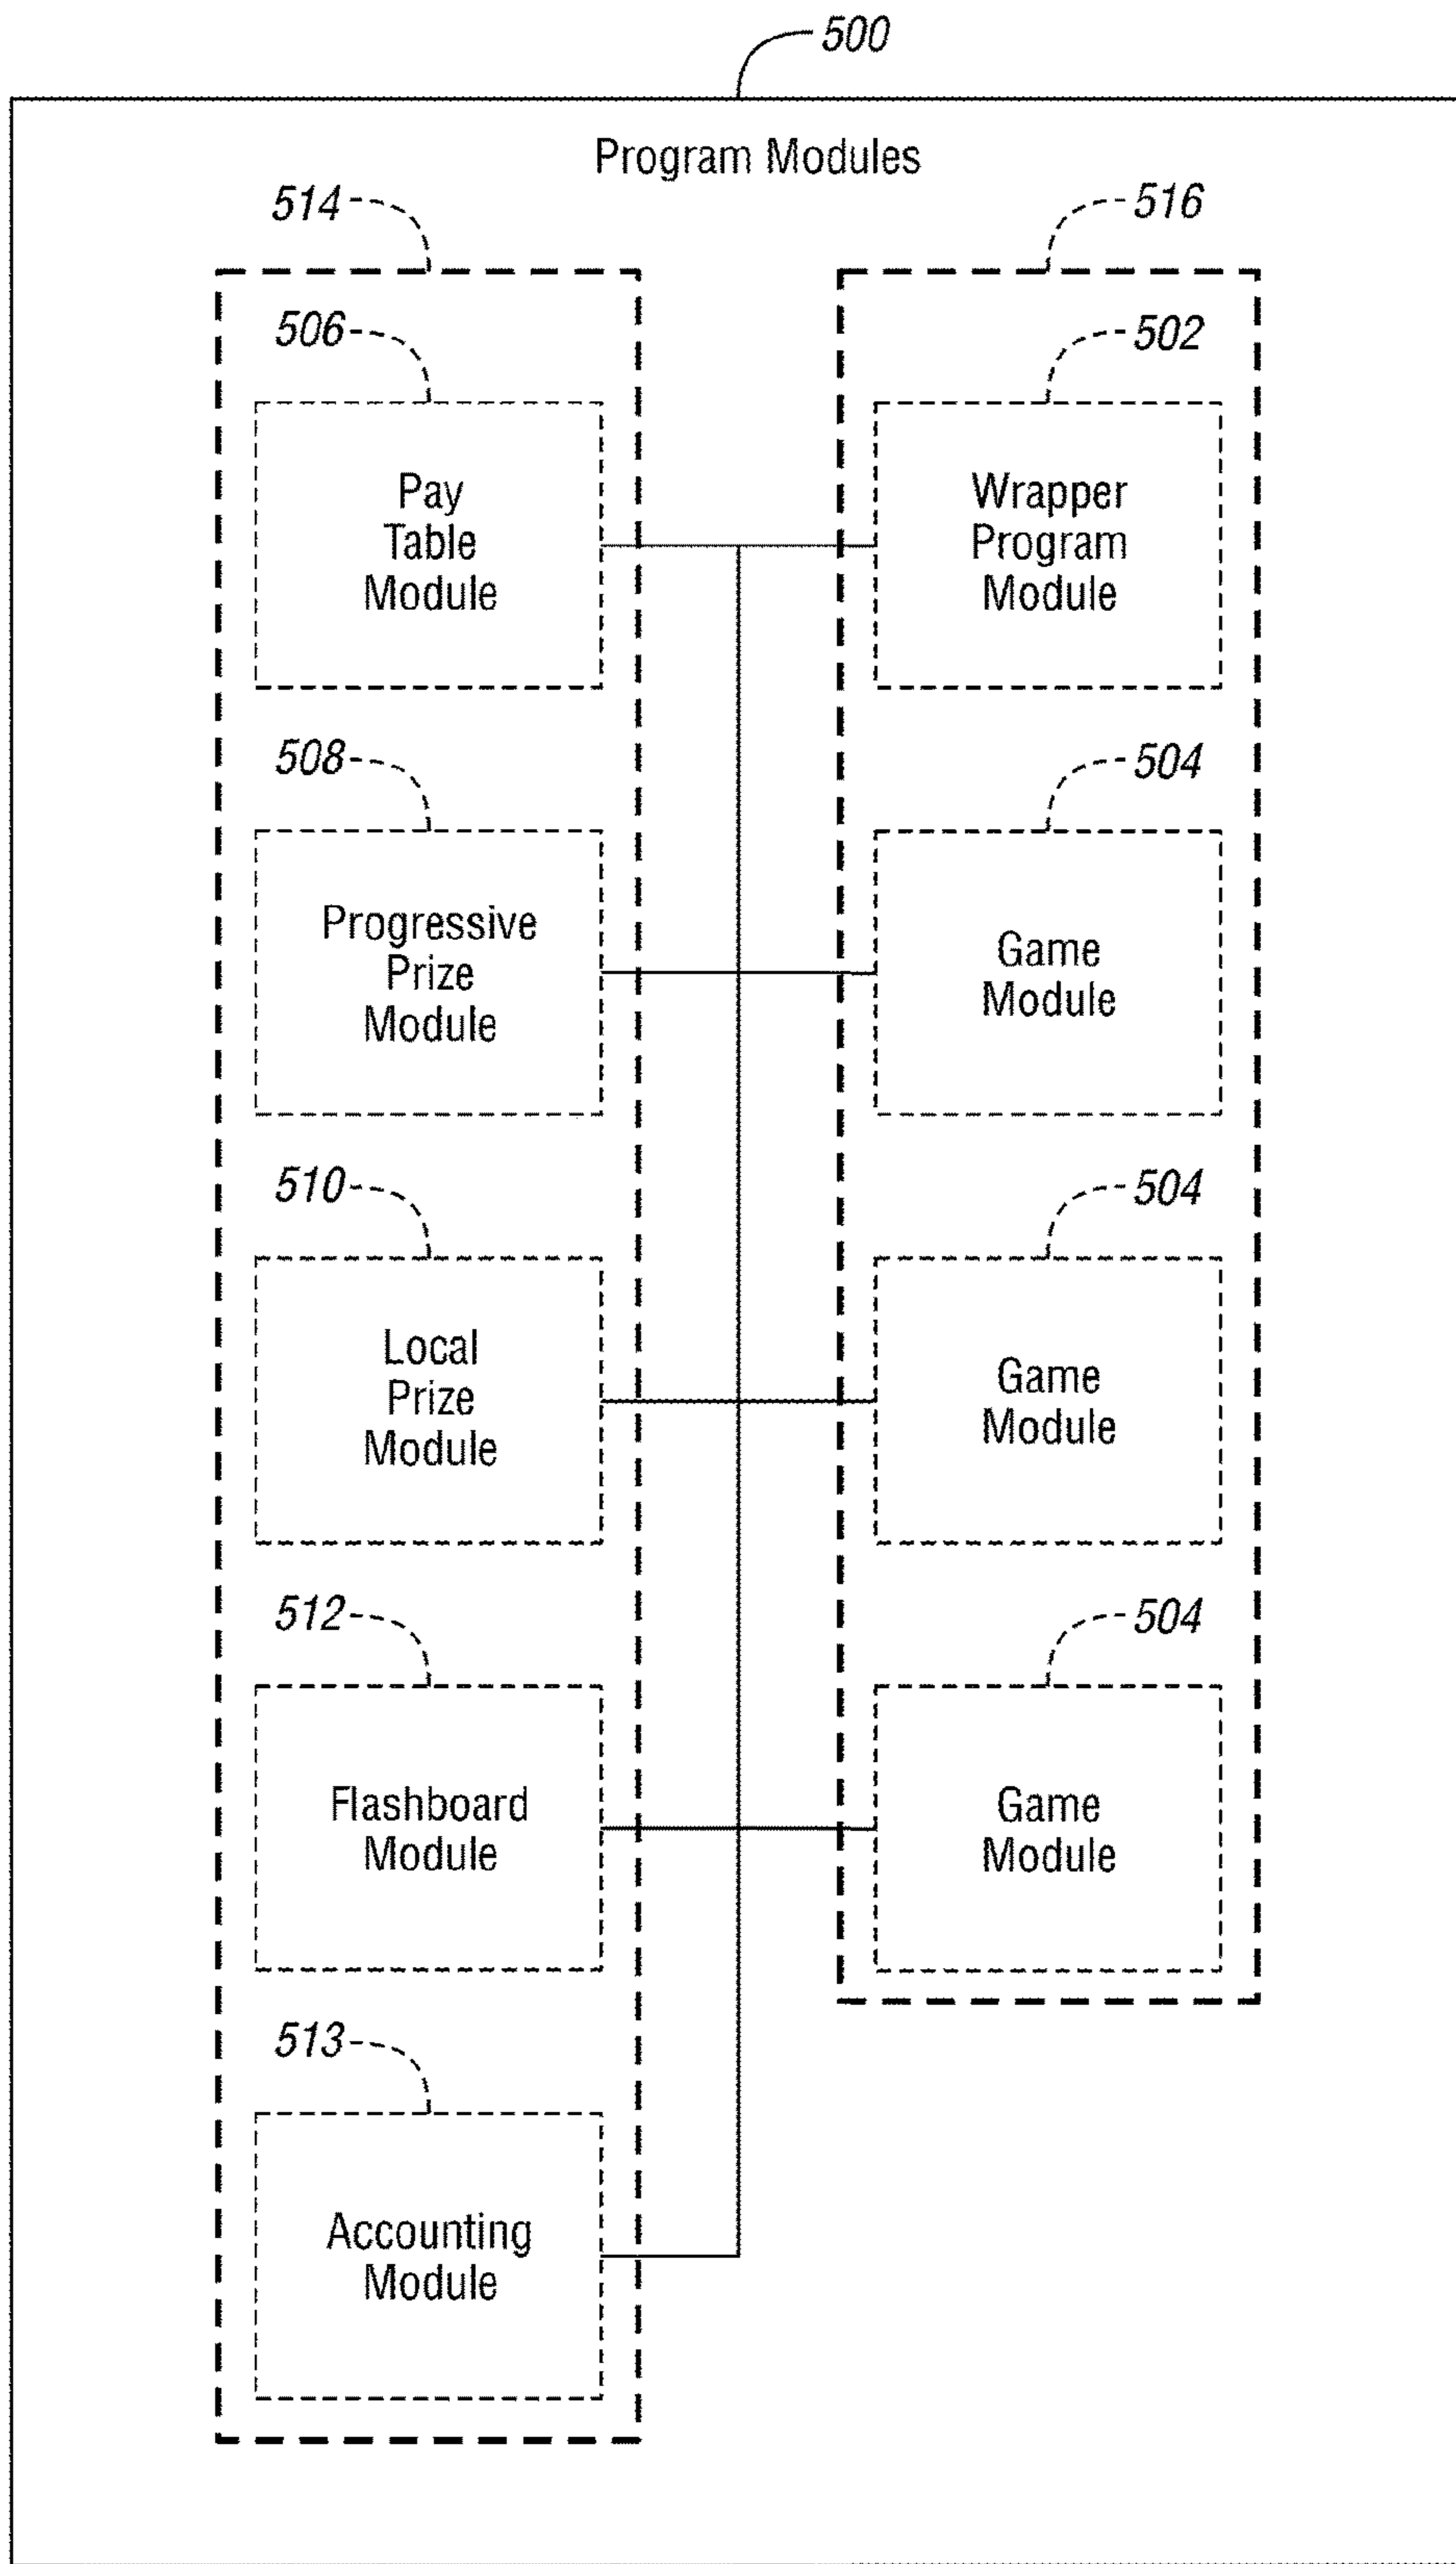 500
Program Modules
514
516
506
502
Pay
Table
Module
Wrapper
Program
Module
508
504
Progressive
Prize
Module
Game
Module
510
504
Local
Prize
Module
Game
Module
512
504
Flashboard
Module
Game
Module
513
Accounting
Module